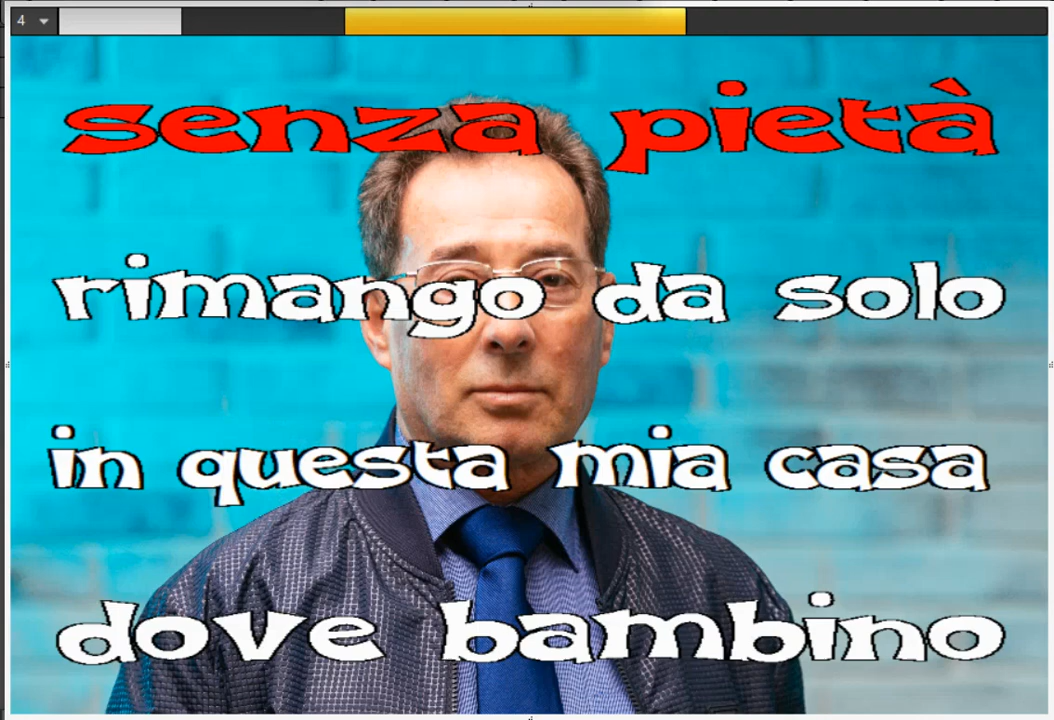 4
senza pietà
rimango da solo
in questa mia casa
dove bambino